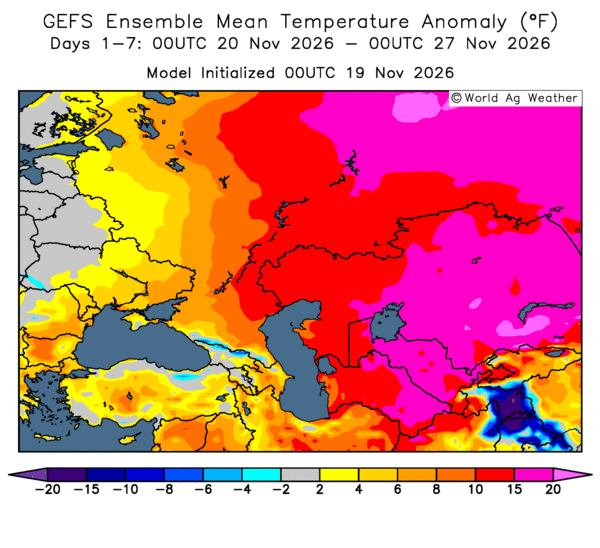 GEFS Ensemble Mean Temperature Anomaly (°F)
Days 1–7: 00UTC 20 Nov 2026 – 00UTC 27 Nov 2026
Model Initialized 00UTC 19 Nov 2026
© World Ag Weather
−20 −15 −10 −8 −6 −4 −2 2 4 6 8 10 15 20